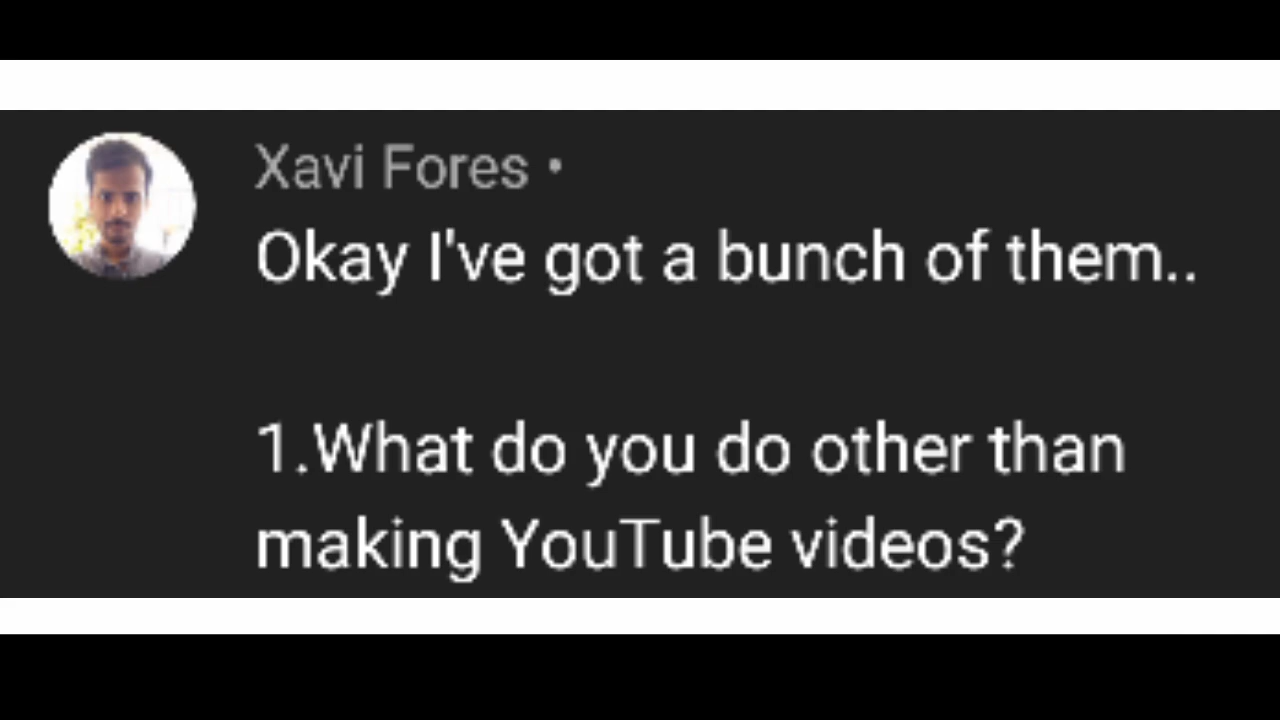 Xavi Fores •
Okay I've got a bunch of them..
1.What do you do other than
making YouTube videos?